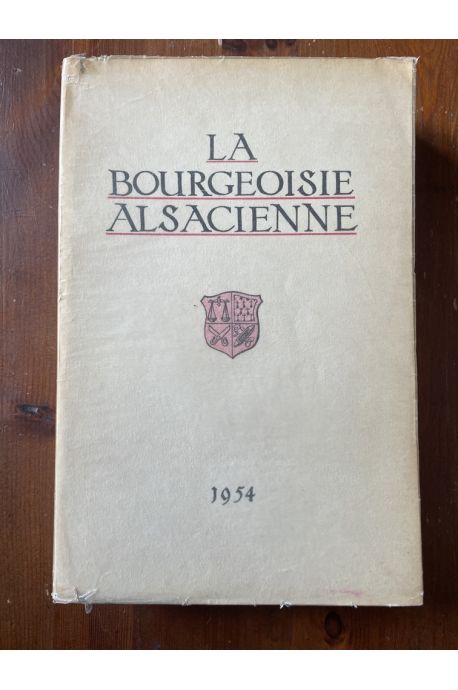 LA
BOURGEOISIE
ALSACIENNE
1954